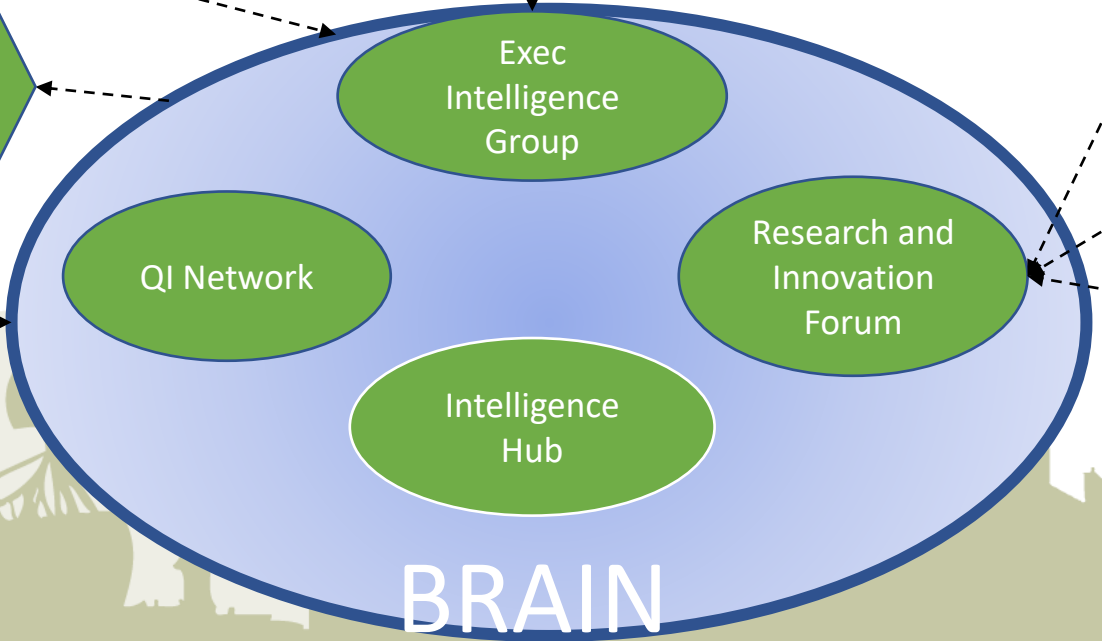 Exec
Intelligence
Group
QI Network
Research and
Innovation
Forum
Intelligence
Hub
BRAIN